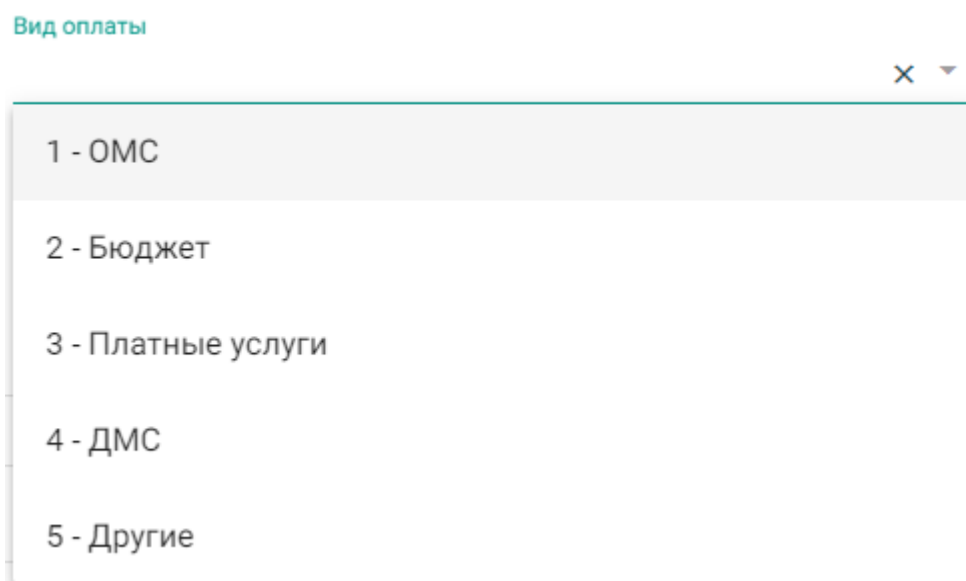 Вид оплаты
1 - ОМС
2 - Бюджет
3 - Платные услуги
4 - ДМС
5 - Другие